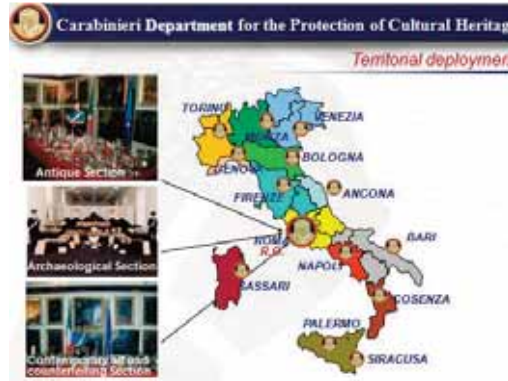 Carabinieri Department for the Protection of Cultural Heritag
Territorial deploymen
TORINO
VENEZIA
MONZA
GENOVA
BOLOGNA
FIRENZE
ANCONA
Antique Section
ROMA
R.O.
BARI
NAPOLI
Archaeological Section
SASSARI
COSENZA
PALERMO
Contemporary art and
counterfeiting Section
SIRACUSA